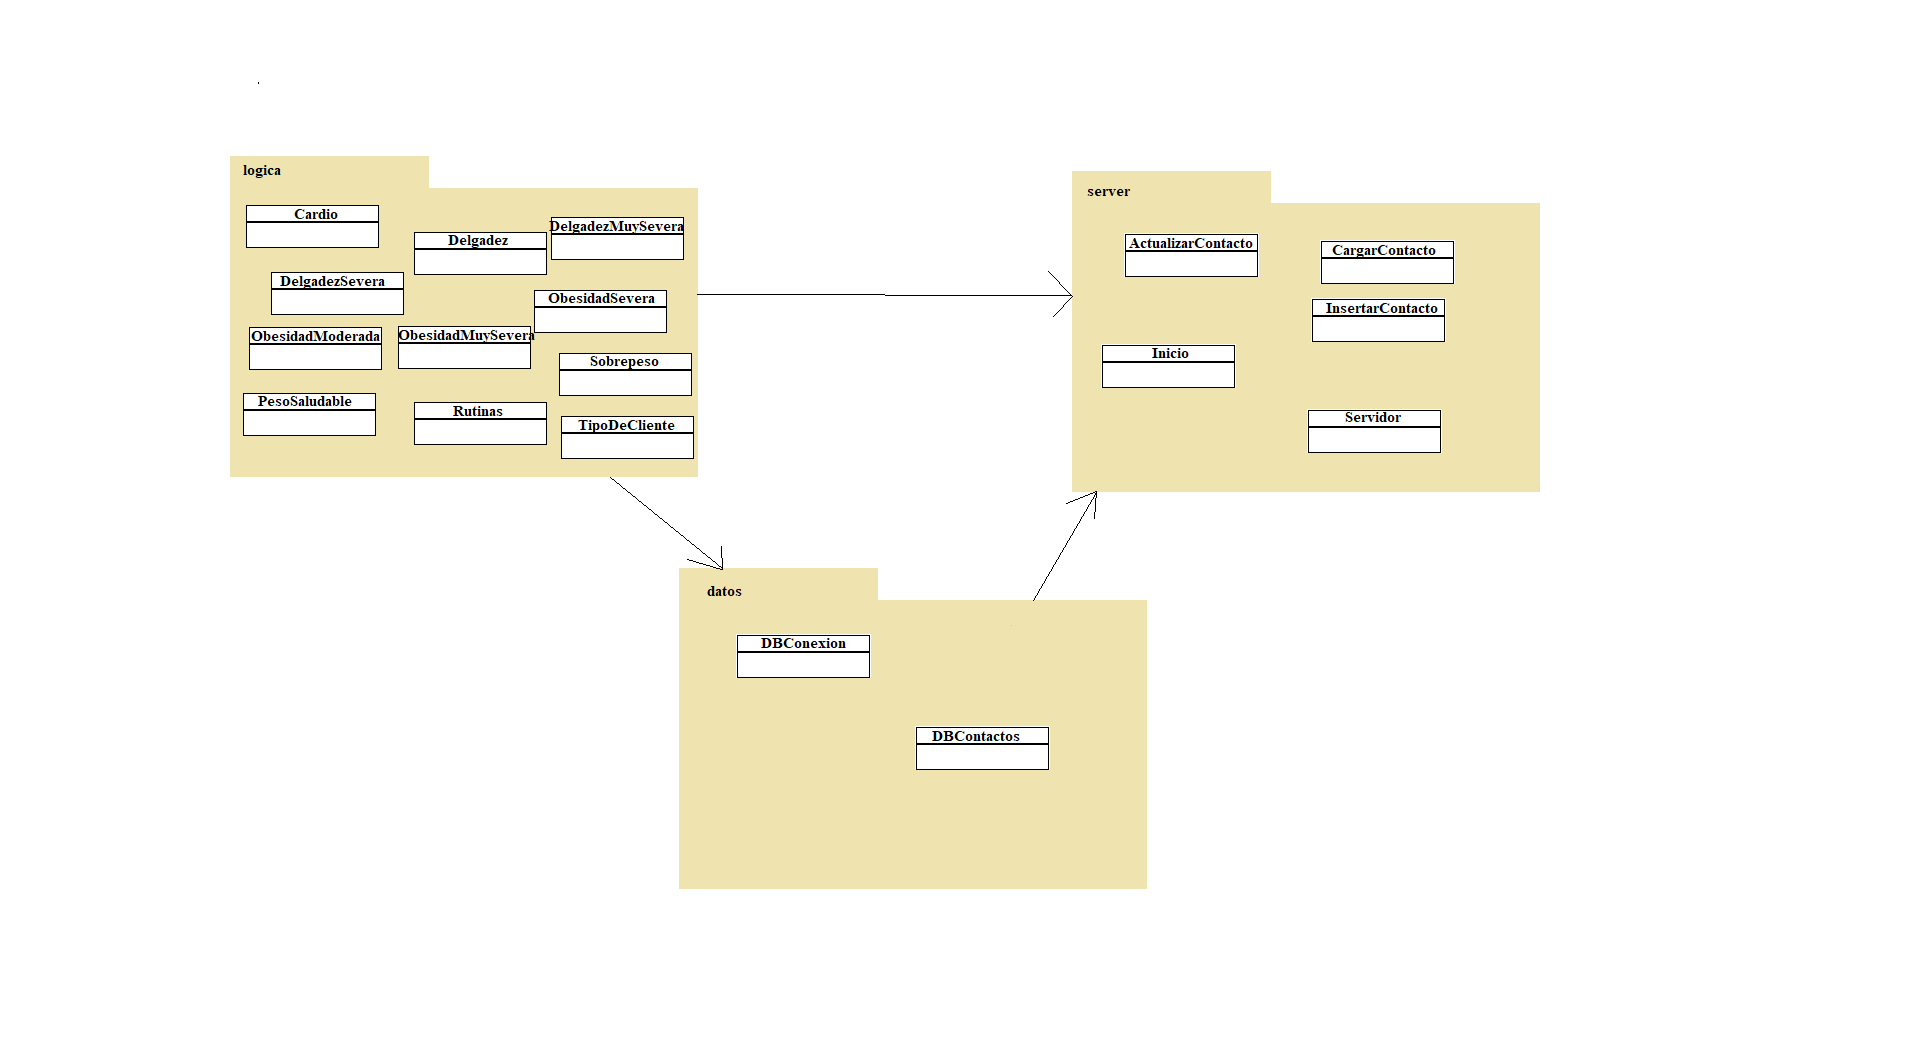 logica
Cardio
Delgadez
DelgadezMuySevera
DelgadezSevera
ObesidadSevera
ObesidadModerada
ObesidadMuySevera
Sobrepeso
PesoSaludable
Rutinas
TipoDeCliente
server
ActualizarContacto
CargarContacto
InsertarContacto
Inicio
Servidor
datos
DBConexion
DBContactos